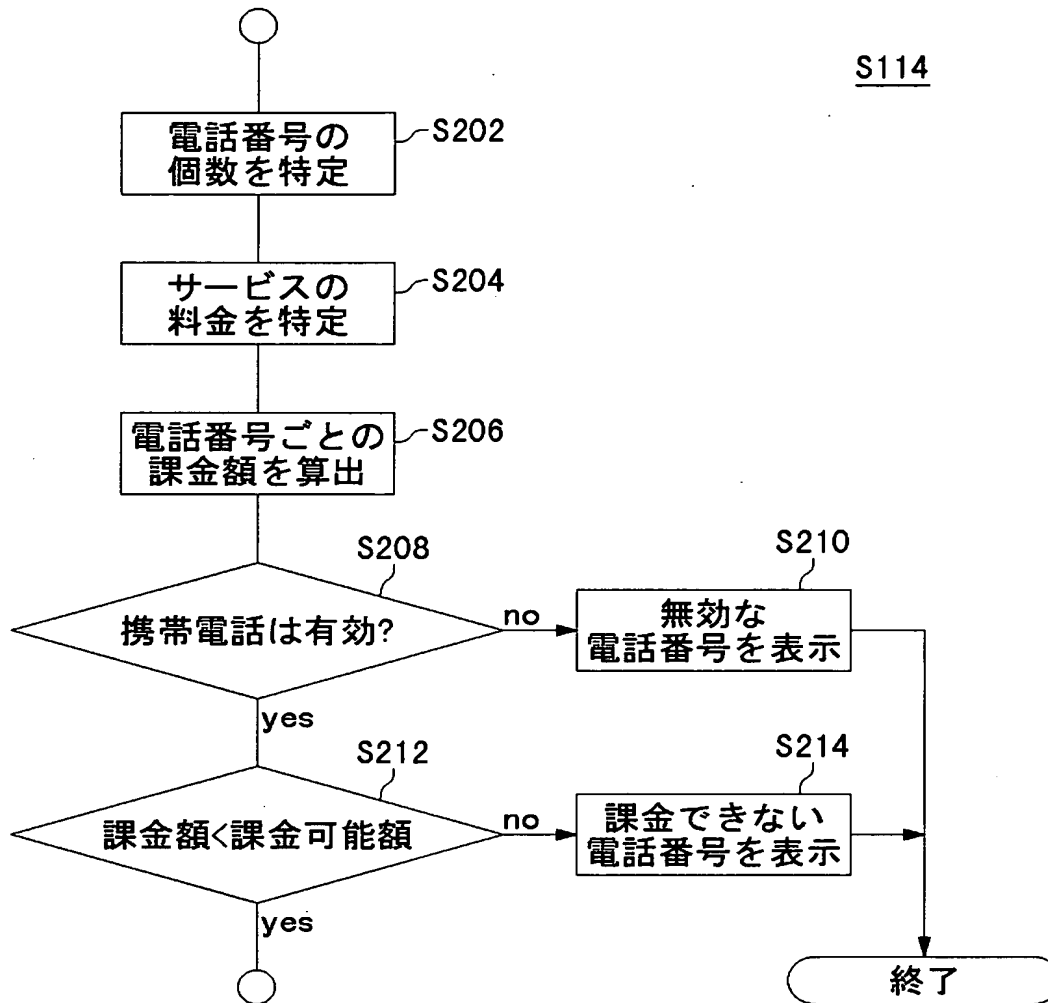 S114
電話番号の
個数を特定
S202
サービスの
料金を特定
S204
電話番号ごとの
課金額を算出
S206
S208
携帯電話は有効?
no
S210
無効な
電話番号を表示
yes
S212
課金額<課金可能額
no
S214
課金できない
電話番号を表示
yes
終了